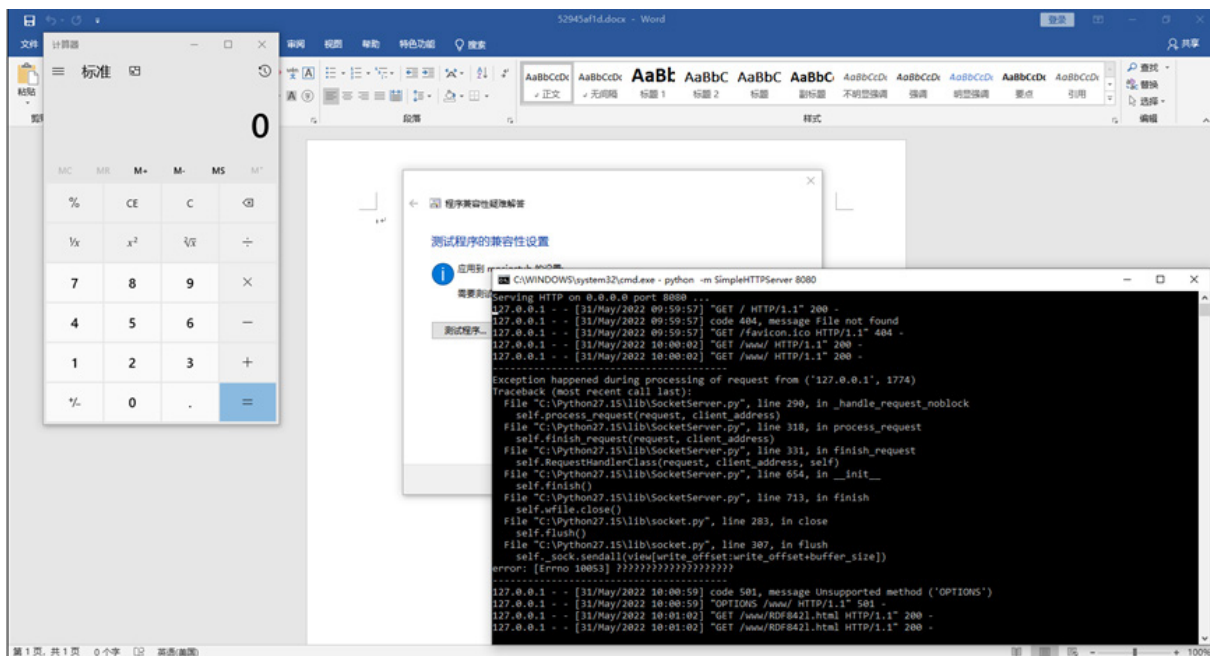 52945af1d.docx - Word
登录
文件
审阅 视图 帮助 特色功能 搜索
共享
粘贴
段落
AaBbCcDc AaBbCcDc AaBb AaBbC AaBbC AaBbC AaBbCcDc AaBbCcDc AaBbCcDc AaBbCcDc AaBbCcDc
正文 无间隔 标题 1 标题 2 标题 副标题 不明显强调 强调 明显强调 要点 引用
样式
查找
替换
选择
编辑
计算器
标准
0
MC MR M+ M- MS
% CE C
⅟x x² ²√x ÷
7 8 9 ×
4 5 6 −
1 2 3 +
+/- 0 . =
程序兼容性疑难解答
测试程序的兼容性设置
应用到
需要测试
测试程序...
C:\WINDOWS\system32\cmd.exe - python -m SimpleHTTPServer 8080
Serving HTTP on 0.0.0.0 port 8080 ...
127.0.0.1 - - [31/May/2022 09:59:57] "GET / HTTP/1.1" 200 -
127.0.0.1 - - [31/May/2022 09:59:57] code 404, message File not found
127.0.0.1 - - [31/May/2022 09:59:57] "GET /favicon.ico HTTP/1.1" 404 -
127.0.0.1 - - [31/May/2022 10:00:02] "GET /www/ HTTP/1.1" 200 -
127.0.0.1 - - [31/May/2022 10:00:02] "GET /www/ HTTP/1.1" 200 -
----------------------------------------
Exception happened during processing of request from ('127.0.0.1', 1774)
Traceback (most recent call last):
File "C:\Python27.15\lib\SocketServer.py", line 290, in _handle_request_noblock
self.process_request(request, client_address)
File "C:\Python27.15\lib\SocketServer.py", line 318, in process_request
self.finish_request(request, client_address)
File "C:\Python27.15\lib\SocketServer.py", line 331, in finish_request
self.RequestHandlerClass(request, client_address, self)
File "C:\Python27.15\lib\SocketServer.py", line 654, in __init__
self.finish()
File "C:\Python27.15\lib\SocketServer.py", line 713, in finish
self.wfile.close()
File "C:\Python27.15\lib\socket.py", line 283, in close
self.flush()
File "C:\Python27.15\lib\socket.py", line 307, in flush
self._sock.sendall(view[write_offset:write_offset+buffer_size])
error: [Errno 10053] ????????????????????
----------------------------------------
127.0.0.1 - - [31/May/2022 10:00:59] code 501, message Unsupported method ('OPTIONS')
127.0.0.1 - - [31/May/2022 10:00:59] "OPTIONS /www/ HTTP/1.1" 501 -
127.0.0.1 - - [31/May/2022 10:01:02] "GET /www/RDF842l.html HTTP/1.1" 200 -
127.0.0.1 - - [31/May/2022 10:01:02] "GET /www/RDF842l.html HTTP/1.1" 200 -
第1页, 共1页 0个字 英语(美国)
100%